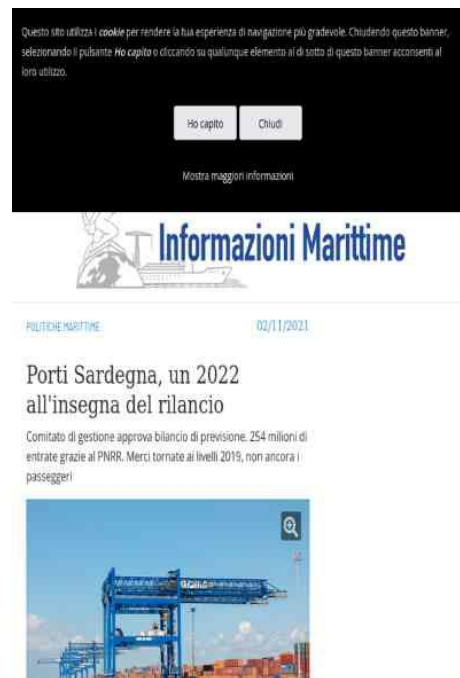 Questo sito utilizza i cookie per rendere la tua esperienza di navigazione più gradevole. Chiudendo questo banner,
selezionando il pulsante Ho capito o cliccando su qualunque elemento al di sotto di questo banner acconsenti al
loro utilizzo.
Ho capito Chiudi
Mostra maggiori informazioni
Informazioni Marittime
POLITICHE MARITTIME 02/11/2021
Porti Sardegna, un 2022
all'insegna del rilancio
Comitato di gestione approva bilancio di previsione. 254 milioni di
entrate grazie al PNRR. Merci tornate ai livelli 2019, non ancora i
passeggeri